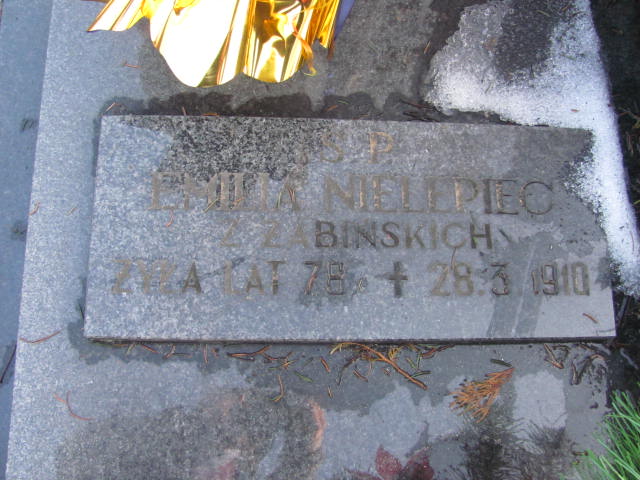 Ś.P.
EMILIA NIELEPIEC
Z ŻABIŃSKICH
ŻYŁA LAT 78, ✝ 28.3.1910